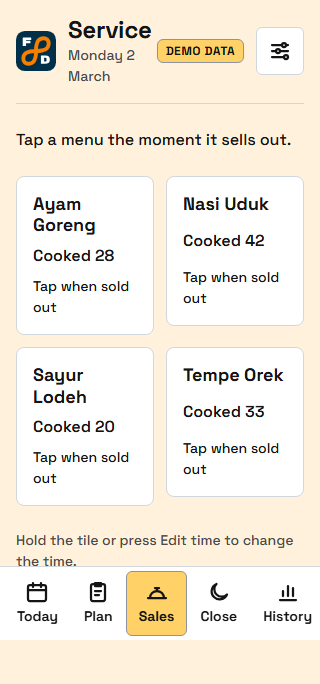 F
D
Service
Monday 2
March
DEMO DATA
Tap a menu the moment it sells out.
Ayam
Goreng
Cooked 28
Tap when sold
out
Nasi Uduk
Cooked 42
Tap when sold
out
Sayur
Lodeh
Cooked 20
Tap when sold
out
Tempe Orek
Cooked 33
Tap when sold
out
Hold the tile or press Edit time to change
the time.
Today
Plan
Sales
Close
History